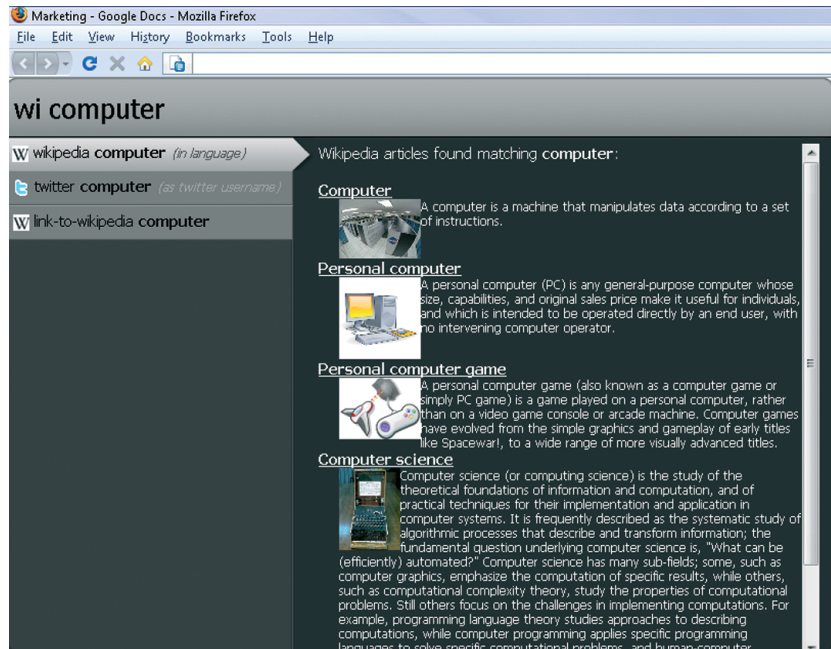 Marketing - Google Docs - Mozilla Firefox
File Edit View History Bookmarks Tools Help
wi computer
W wikipedia computer (in language)
twitter computer (as twitter username)
W link-to-wikipedia computer
Wikipedia articles found matching computer:
Computer
A computer is a machine that manipulates data according to a set
of instructions.
Personal computer
A personal computer (PC) is any general-purpose computer whose
size, capabilities, and original sales price make it useful for individuals,
and which is intended to be operated directly by an end user, with
no intervening computer operator.
Personal computer game
A personal computer game (also known as a computer game or
simply PC game) is a game played on a personal computer, rather
than on a video game console or arcade machine. Computer games
have evolved from the simple graphics and gameplay of early titles
like Spacewar!, to a wide range of more visually advanced titles.
Computer science
Computer science (or computing science) is the study of the
theoretical foundations of information and computation, and of
practical techniques for their implementation and application in
computer systems. It is frequently described as the systematic study of
algorithmic processes that describe and transform information; the
fundamental question underlying computer science is, "What can be
(efficiently) automated?" Computer science has many sub-fields; some, such as
computer graphics, emphasize the computation of specific results, while others,
such as computational complexity theory, study the properties of computational
problems. Still others focus on the challenges in implementing computations. For
example, programming language theory studies approaches to describing
computations, while computer programming applies specific programming
languages to solve specific computational problems, and human-computer